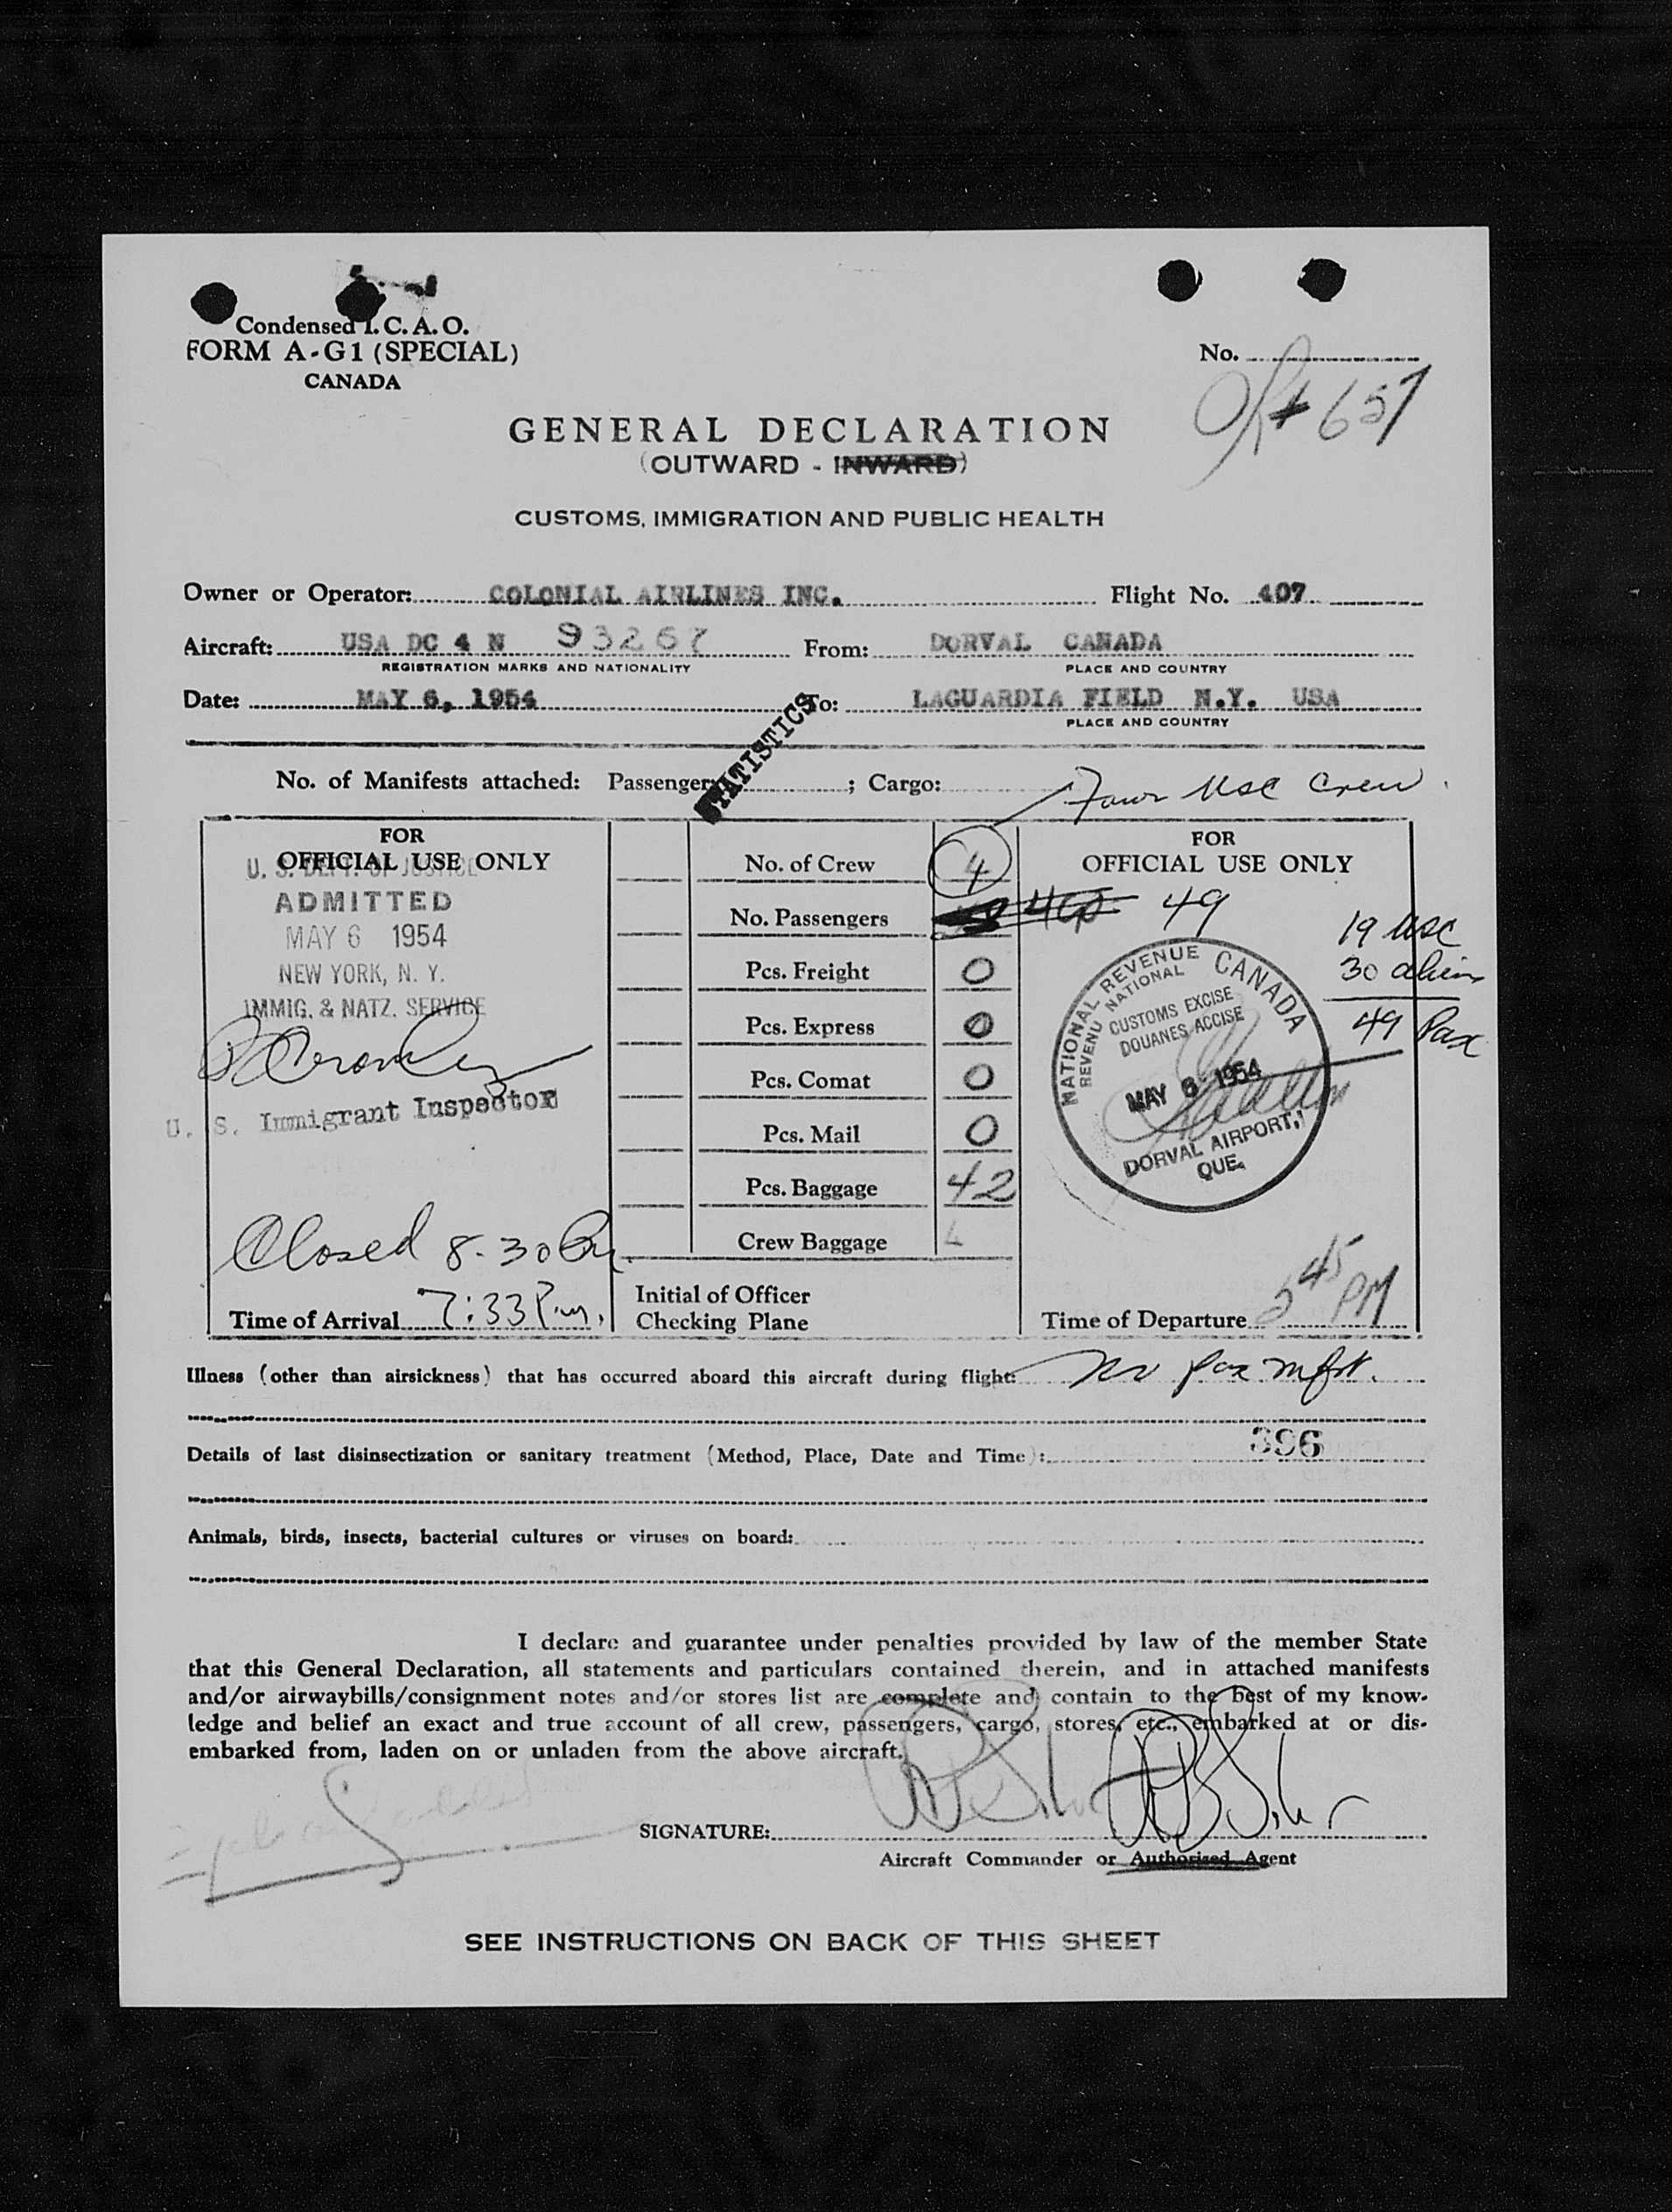 Condensed I. C. A. O.
FORM A-G1 (SPECIAL)
CANADA
No.
657
GENERAL DECLARATION
(OUTWARD - INWARD)
CUSTOMS, IMMIGRATION AND PUBLIC HEALTH
Owner or Operator: COLONIAL AIRLINES INC. Flight No. 407
Aircraft: USA DC 4 N 93267 From: DORVAL CANADA
REGISTRATION MARKS AND NATIONALITY PLACE AND COUNTRY
Date: MAY 6, 1954 To: LAGUARDIA FIELD N.Y. USA
PLACE AND COUNTRY
STATISTICS
No. of Manifests attached: Passenger: ; Cargo: Four USC Crew
FOR
OFFICIAL USE ONLY
U. S. DEPT. OF JUSTICE
ADMITTED
MAY 6 1954
NEW YORK, N. Y.
IMMIG. & NATZ. SERVICE
U. S. Immigrant Inspector
Closed 8-30 Pm
Time of Arrival 7:33 P.m.
No. of Crew 4
No. Passengers 49
Pcs. Freight 0
Pcs. Express 0
Pcs. Comat 0
Pcs. Mail 0
Pcs. Baggage 42
Crew Baggage 4
Initial of Officer
Checking Plane
FOR
OFFICIAL USE ONLY
19 USC
30 alien
49 Pax
NATIONAL REVENUE CANADA
REVENU NATIONAL
CUSTOMS EXCISE
DOUANES ACCISE
MAY 6 1954
DORVAL AIRPORT,
QUE.
Time of Departure 5 45 PM
Illness (other than airsickness) that has occurred aboard this aircraft during flight: No pax mfst.
Details of last disinsectization or sanitary treatment (Method, Place, Date and Time): 396
Animals, birds, insects, bacterial cultures or viruses on board:
I declare and guarantee under penalties provided by law of the member State
that this General Declaration, all statements and particulars contained therein, and in attached manifests
and/or airwaybills/consignment notes and/or stores list are complete and contain to the best of my know-
ledge and belief an exact and true account of all crew, passengers, cargo, stores, etc., embarked at or dis-
embarked from, laden on or unladen from the above aircraft.
SIGNATURE:
Aircraft Commander or Authorised Agent
SEE INSTRUCTIONS ON BACK OF THIS SHEET